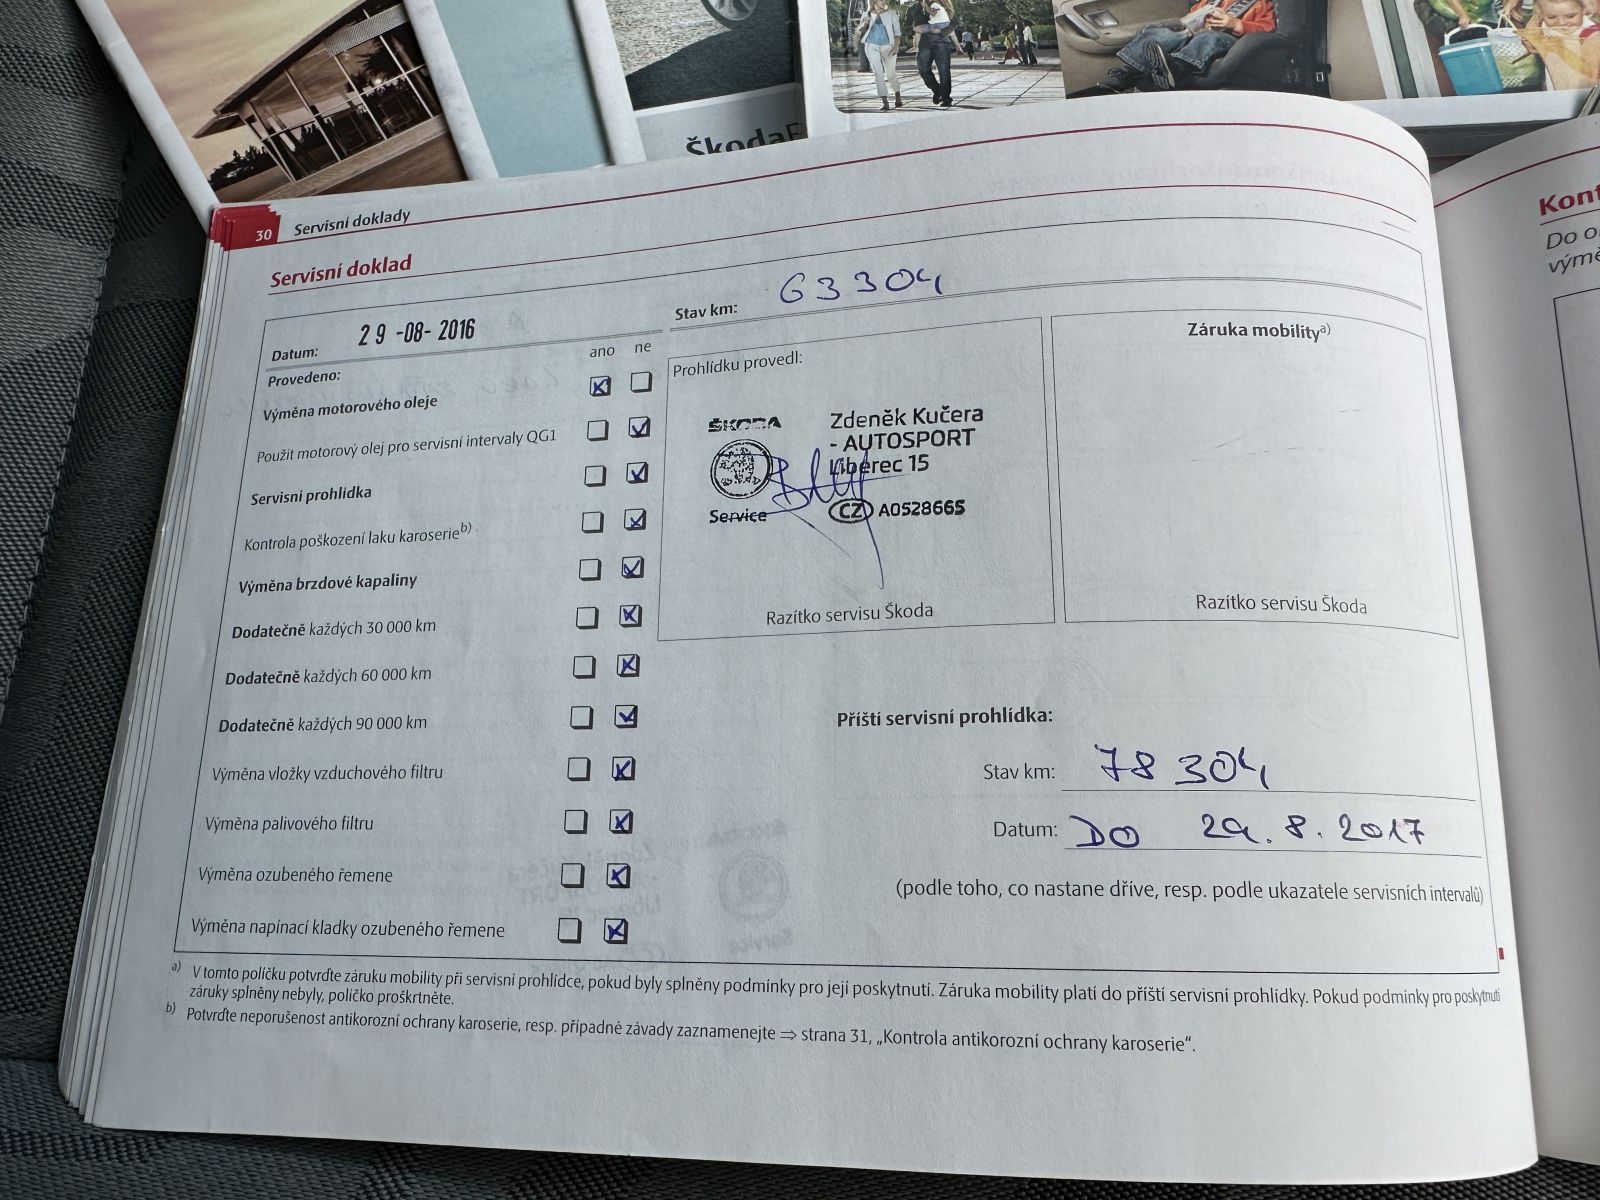 ŠkodaF
30 Servisní doklady
Servisní doklad
Datum: 29 -08- 2016
Stav km: 63304
Provedeno: ano ne
Výměna motorového oleje
Použit motorový olej pro servisní intervaly QG1
Servisní prohlídka
Kontrola poškození laku karoserie b)
Výměna brzdové kapaliny
Dodatečně každých 30 000 km
Dodatečně každých 60 000 km
Dodatečně každých 90 000 km
Výměna vložky vzduchového filtru
Výměna palivového filtru
Výměna ozubeného řemene
Výměna napínací kladky ozubeného řemene
Prohlídku provedl:
ŠKODA
Service
Zdeněk Kučera
- AUTOSPORT
Liberec 15
CZ A0528665
Razítko servisu Škoda
Záruka mobility a)
Razítko servisu Škoda
Příští servisní prohlídka:
Stav km: 78 304
Datum: DO 29.8.2017
(podle toho, co nastane dříve, resp. podle ukazatele servisních intervalů)
a) V tomto políčku potvrďte záruku mobility při servisní prohlídce, pokud byly splněny podmínky pro její poskytnutí. Záruka mobility platí do příští servisní prohlídky. Pokud podmínky pro poskytnutí
záruky splněny nebyly, políčko proškrtněte.
b) Potvrďte neporušenost antikorozní ochrany karoserie, resp. případné závady zaznamenejte ⇒ strana 31, „Kontrola antikorozní ochrany karoserie“.
Kont
Do o
výmě